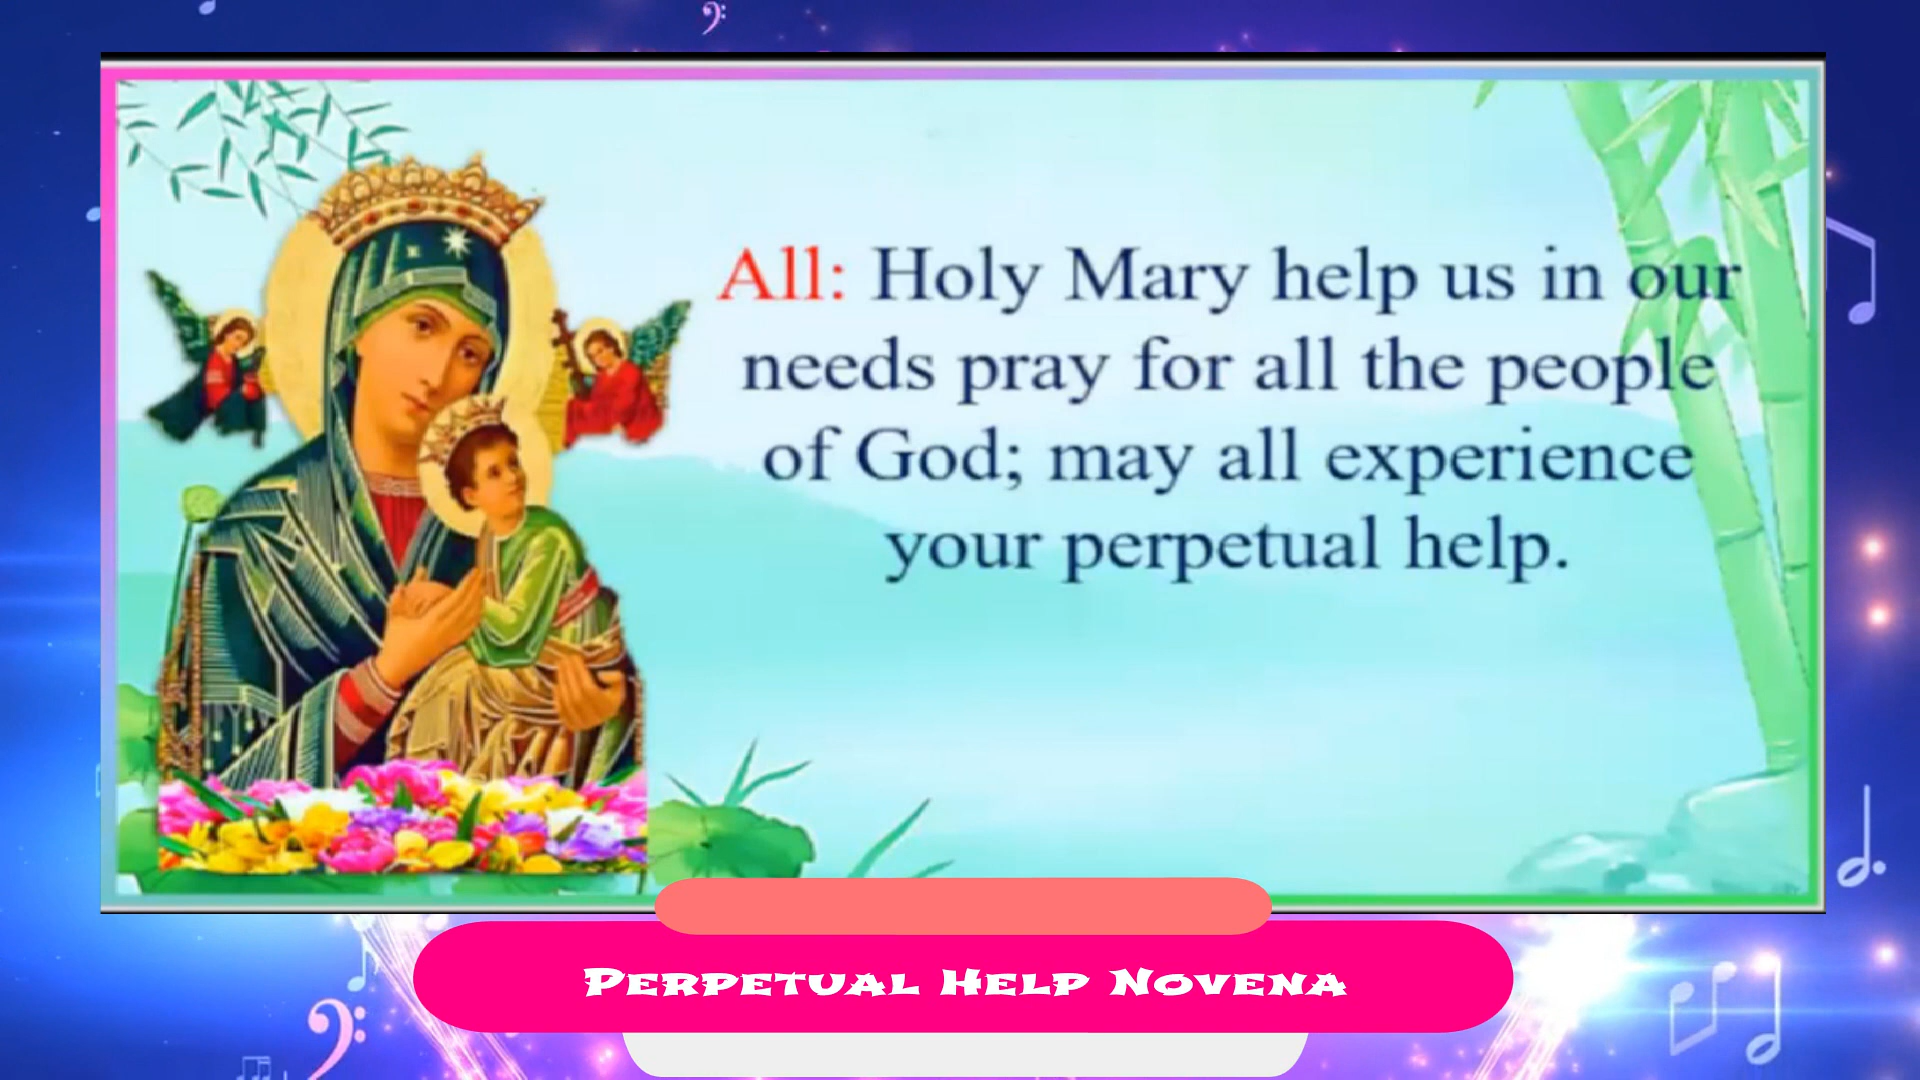 All: Holy Mary help us in our
needs pray for all the people
of God; may all experience
your perpetual help.
Perpetual Help Novena